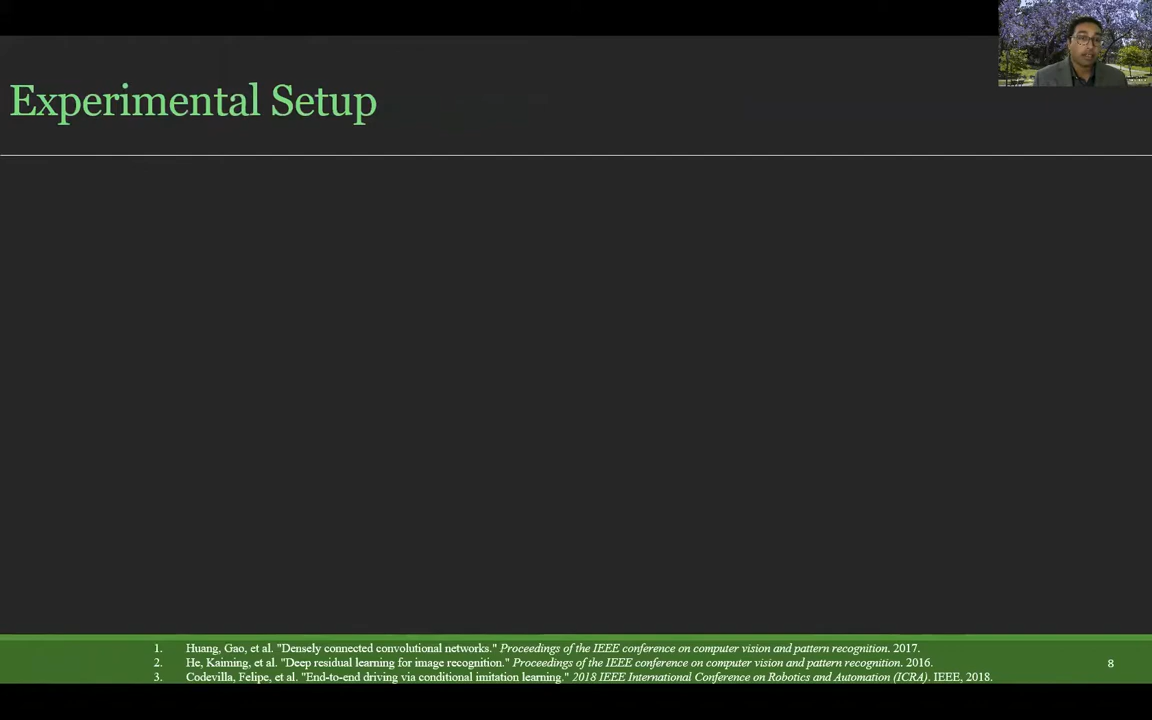 Experimental Setup
1. Huang, Gao, et al. "Densely connected convolutional networks." Proceedings of the IEEE conference on computer vision and pattern recognition. 2017.
2. He, Kaiming, et al. "Deep residual learning for image recognition." Proceedings of the IEEE conference on computer vision and pattern recognition. 2016.
3. Codevilla, Felipe, et al. "End-to-end driving via conditional imitation learning." 2018 IEEE International Conference on Robotics and Automation (ICRA). IEEE, 2018.
8